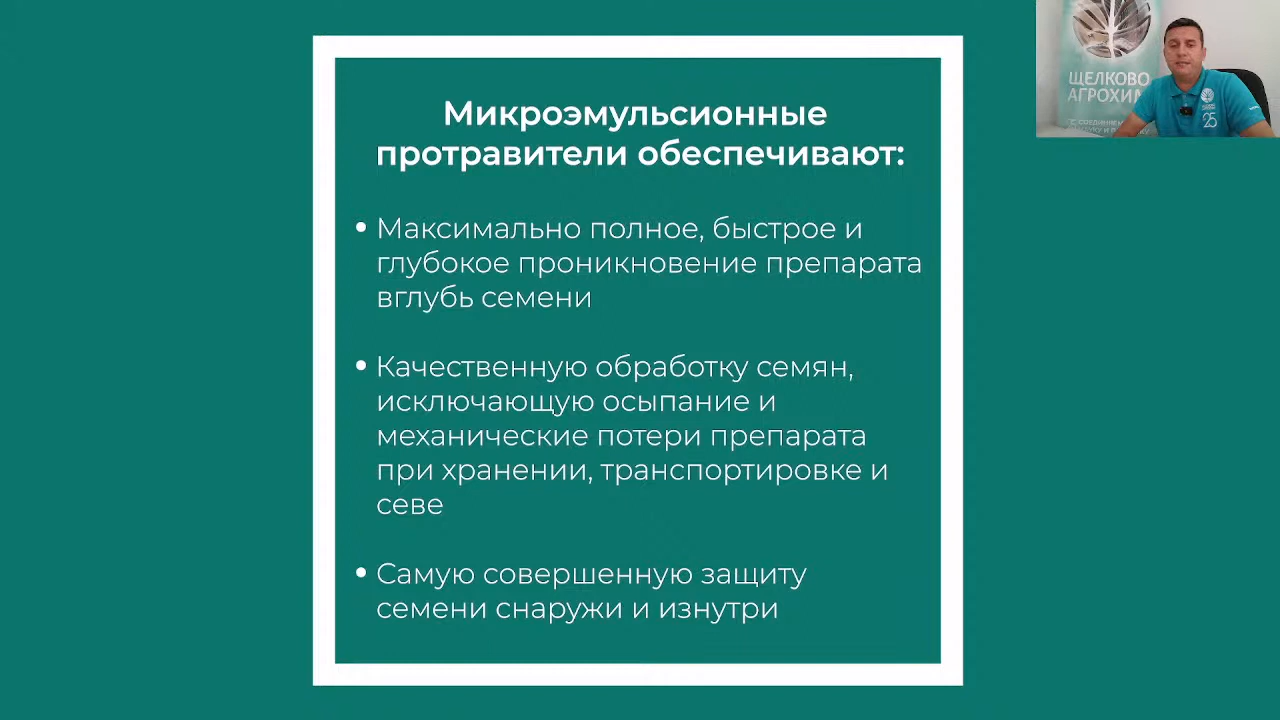 Микроэмульсионные
протравители обеспечивают:
• Максимально полное, быстрое и
глубокое проникновение препарата
вглубь семени
• Качественную обработку семян,
исключающую осыпание и
механические потери препарата
при хранении, транспортировке и
севе
• Самую совершенную защиту
семени снаружи и изнутри
ЩЕЛКОВО
АГРОХИМ
25